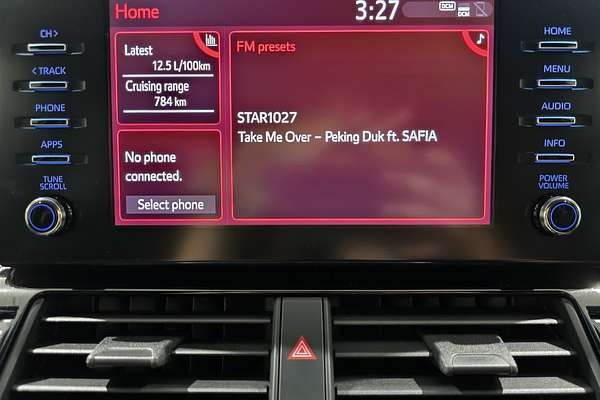 Home
3:27
DCM
DCM
CH>
<TRACK
PHONE
APPS
TUNE
SCROLL
Latest
12.5 L/100km
Cruising range
784 km
No phone
connected.
Select phone
FM presets
STAR1027
Take Me Over – Peking Duk ft. SAFIA
HOME
MENU
AUDIO
INFO
POWER
VOLUME